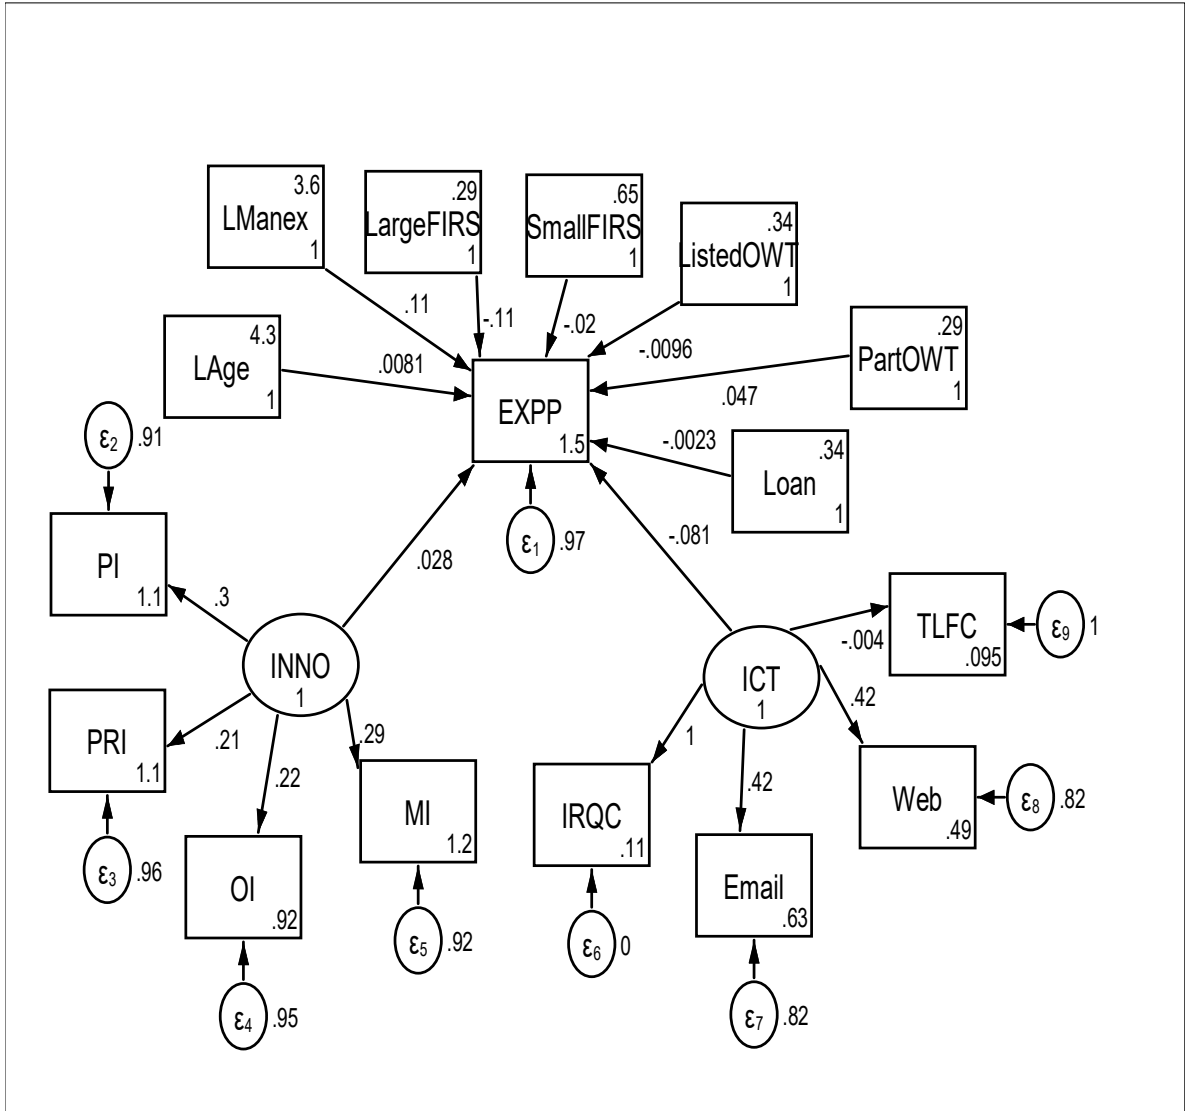 3.6
LManex
1
.29
LargeFIRS
1
.65
SmallFIRS
1
.34
ListedOWT
1
.11
-.11
-.02
-.0096
4.3
LAge
1
.0081
.29
PartOWT
1
.047
EXPP
1.5
-.0023
.34
Loan
1
ε2 .91
ε1 .97
-.081
.028
PI
1.1
.3
INNO
1
ICT
1
TLFC
.095
-.004
ε9 1
PRI
1.1
.21
.22
.29
1
.42
.42
MI
1.2
IRQC
.11
Web
.49
ε8 .82
ε3 .96
OI
.92
Email
.63
ε5 .92
ε6 0
ε4 .95
ε7 .82